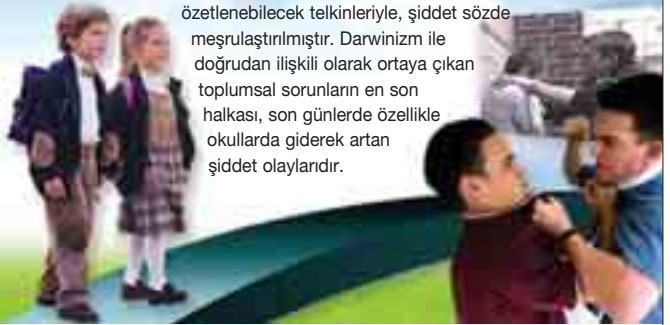 özetlenebilecek telkinleriyle, şiddet sözde
meşrulaştırılmıştır. Darwinizm ile
doğrudan ilişkili olarak ortaya çıkan
toplumsal sorunların en son
halkası, son günlerde özellikle
okullarda giderek artan
şiddet olaylarıdır.